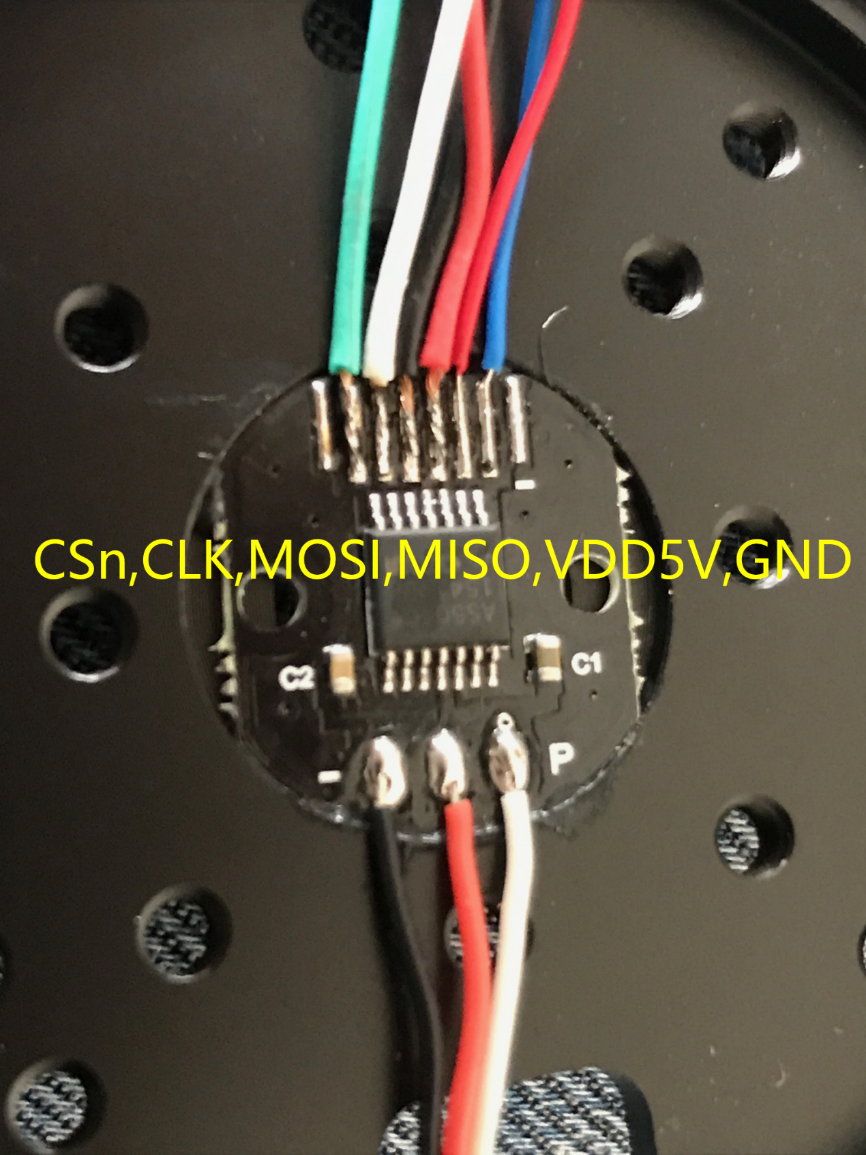 CSn,CLK,MOSI,MISO,VDD5V,GND
C2
C1
-
P